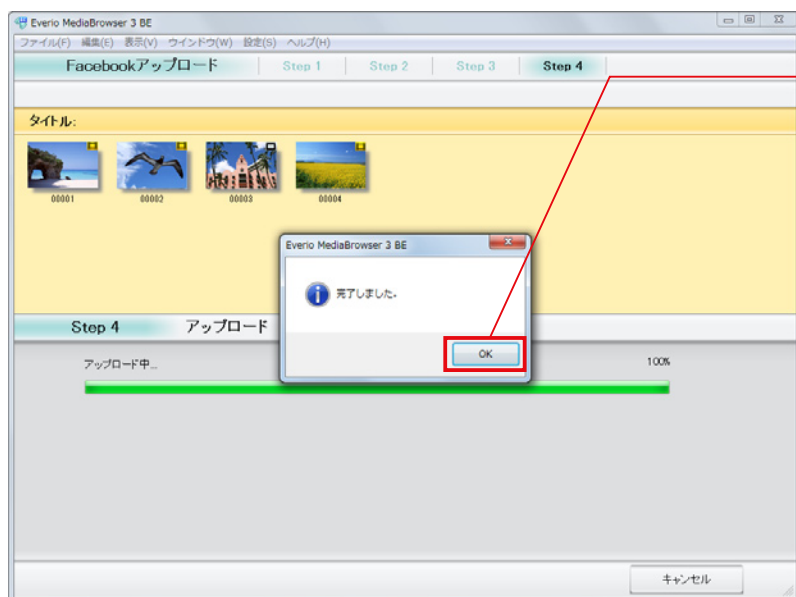 Everio MediaBrowser 3 BE
ファイル(F) 編集(E) 表示(V) ウインドウ(W) 設定(S) ヘルプ(H)
Facebookアップロード Step 1 Step 2 Step 3 Step 4
タイトル:
00001 00002 00003 00004
Everio MediaBrowser 3 BE
完了しました。
OK
Step 4 アップロード
アップロード中... 100%
キャンセル